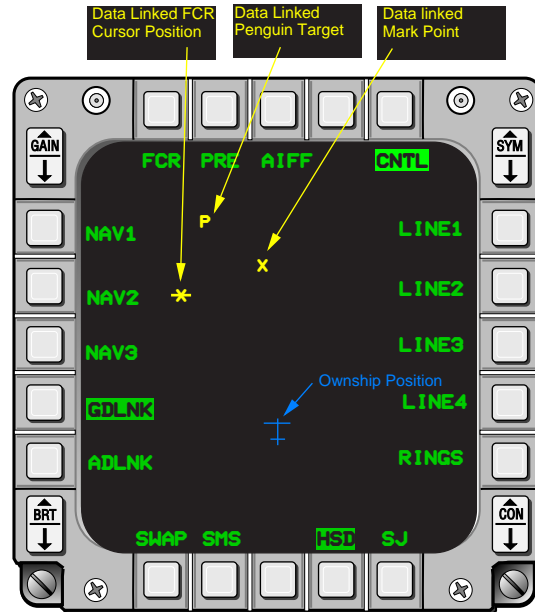 Data Linked FCR
Cursor Position
Data Linked
Penguin Target
Data linked
Mark Point
GAIN
SYM
FCR PRE AIFF CNTL
P
NAV1
LINE1
X
NAV2
LINE2
NAV3
LINE3
Ownship Position
GDLNK
LINE4
ADLNK
RINGS
BRT
CON
SWAP SMS HSD SJ